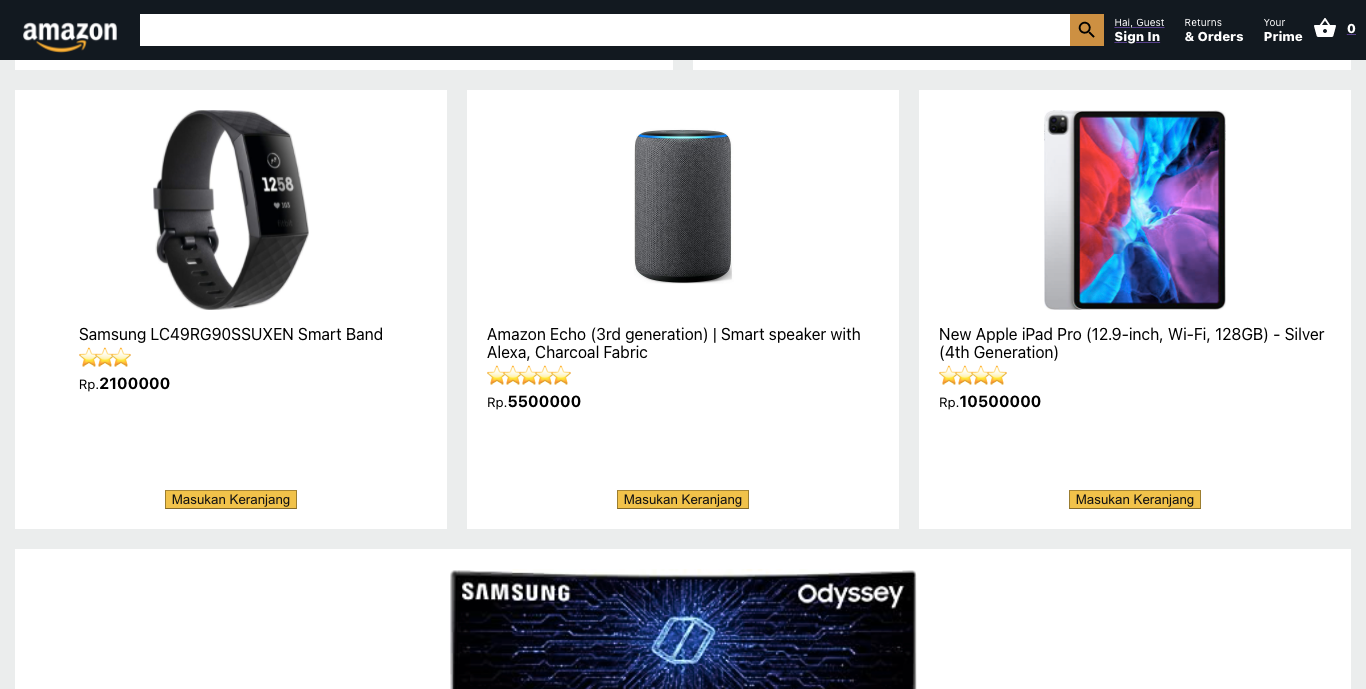 amazon
Hai, Guest
Sign In
Returns
& Orders
Your
Prime
0
1258
103
Samsung LC49RG90SSUXEN Smart Band
Rp.2100000
Masukan Keranjang
Amazon Echo (3rd generation) | Smart speaker with
Alexa, Charcoal Fabric
Rp.5500000
Masukan Keranjang
New Apple iPad Pro (12.9-inch, Wi-Fi, 128GB) - Silver
(4th Generation)
Rp.10500000
Masukan Keranjang
SAMSUNG
Odyssey